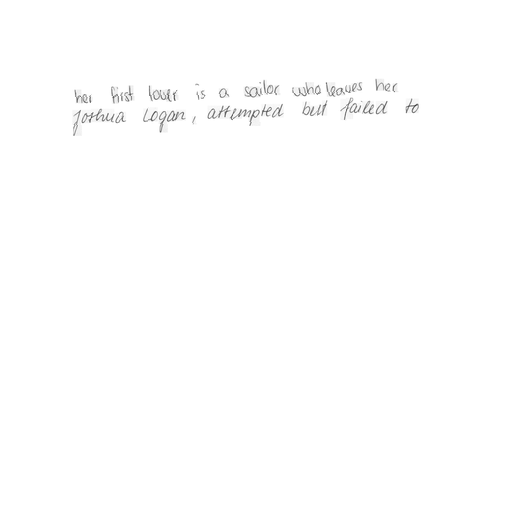 her first lover is a sailor who leaves her
Joshua Logan, attempted but failed to